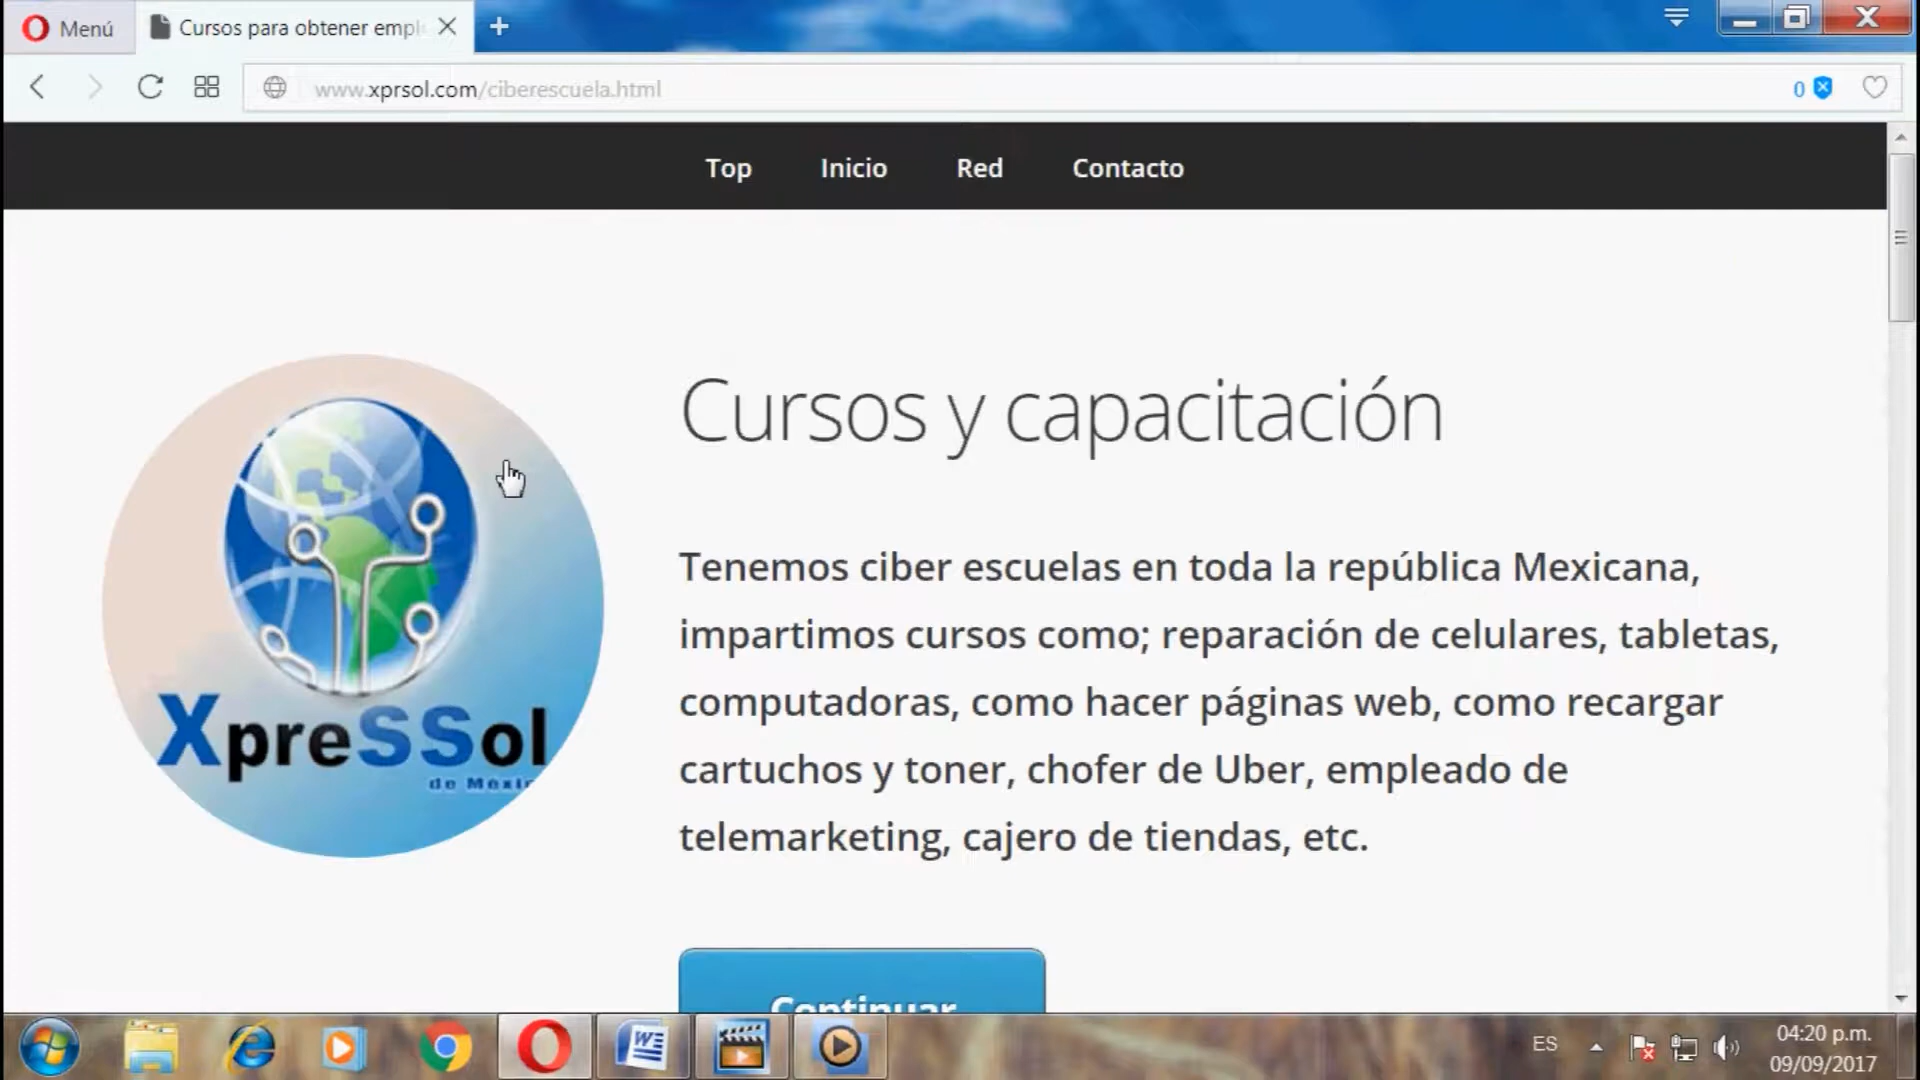 Menú
Cursos para obtener empl
www.xprsol.com/ciberescuela.html
0
Top
Inicio
Red
Contacto
XpreSSol
de Méxic
Cursos y capacitación
Tenemos ciber escuelas en toda la república Mexicana,
impartimos cursos como; reparación de celulares, tabletas,
computadoras, como hacer páginas web, como recargar
cartuchos y toner, chofer de Uber, empleado de
telemarketing, cajero de tiendas, etc.
Continuar
ES
04:20 p.m.
09/09/2017